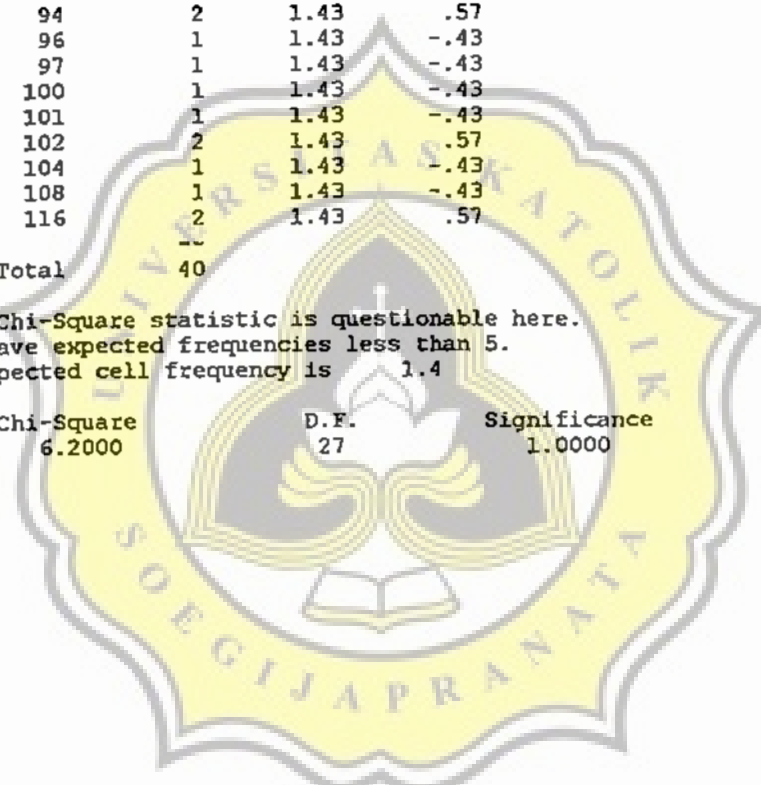 94 2 1.43 .57
96 1 1.43 -.43
97 1 1.43 -.43
100 1 1.43 -.43
101 1 1.43 -.43
102 2 1.43 .57
104 1 1.43 -.43
108 1 1.43 -.43
116 2 1.43 .57
--
Total 40
Chi-Square statistic is questionable here.
ave expected frequencies less than 5.
pected cell frequency is 1.4
Chi-Square D.F. Significance
6.2000 27 1.0000
UNIVERSITAS KATOLIK
SOEGIJAPRANATA